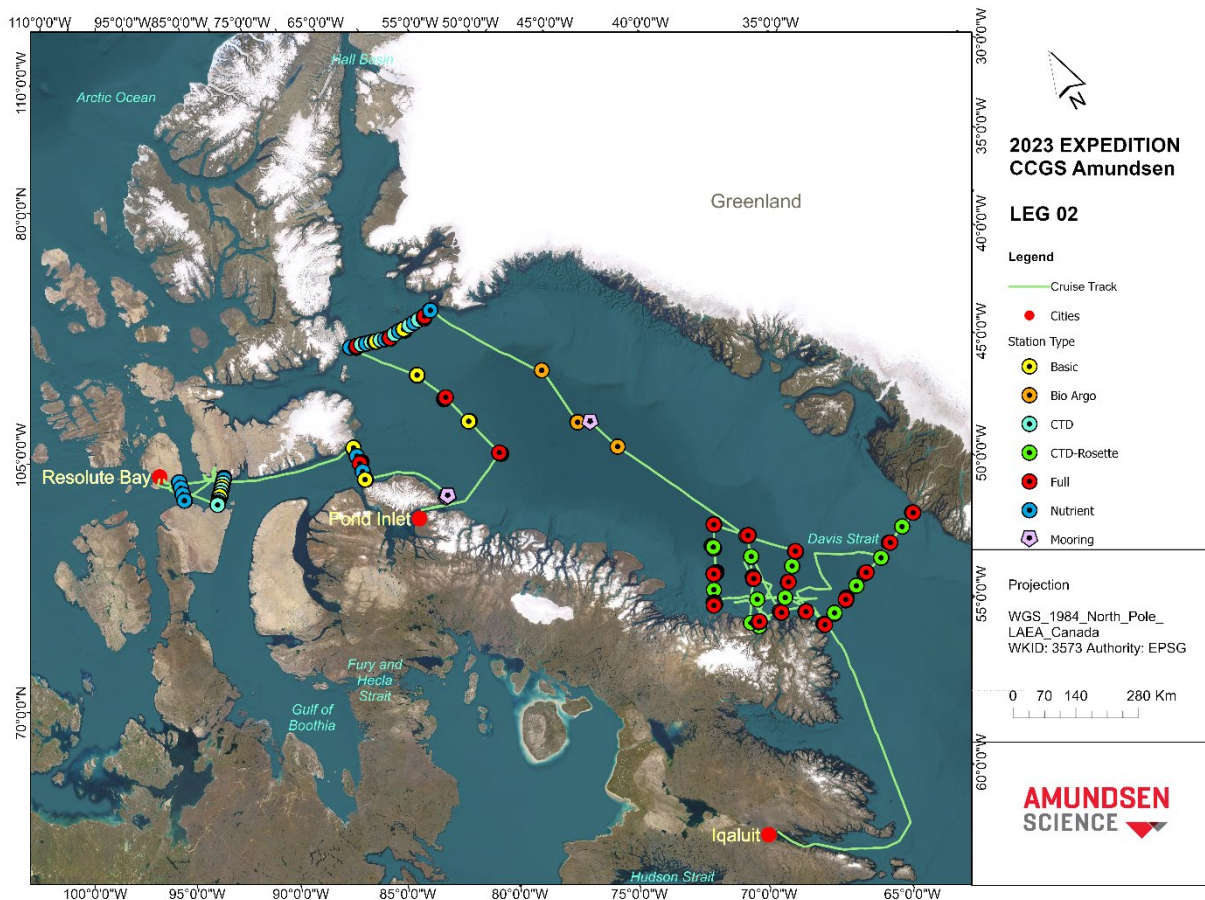 75°0'0"W
110°0'0"W
95°0'0"W
85°0'0"W
65°0'0"W
55°0'0"W
50°0'0"W
45°0'0"W
40°0'0"W
35°0'0"W
30°0'0"W
Hall Basin
Arctic Ocean
110°0'0"W
35°0'0"W
N
2023 EXPEDITION
CCGS Amundsen
Greenland
80°0'0"N
40°0'0"W
LEG 02
Legend
Cruise Track
Cities
Station Type
Basic
Bio Argo
CTD
CTD-Rosette
Full
Nutrient
Mooring
45°0'0"W
105°0'0"W
50°0'0"W
Resolute Bay
Pond Inlet
Davis Strait
55°0'0"W
Projection
WGS_1984_North_Pole_
LAEA_Canada
WKID: 3573 Authority: EPSG
0 70 140 280 Km
Fury and
Hecla
Strait
Gulf of
Boothia
70°0'0"N
60°0'0"W
Iqaluit
AMUNDSEN
SCIENCE
Hudson Strait
100°0'0"W
95°0'0"W
90°0'0"W
85°0'0"W
80°0'0"W
75°0'0"W
70°0'0"W
65°0'0"W